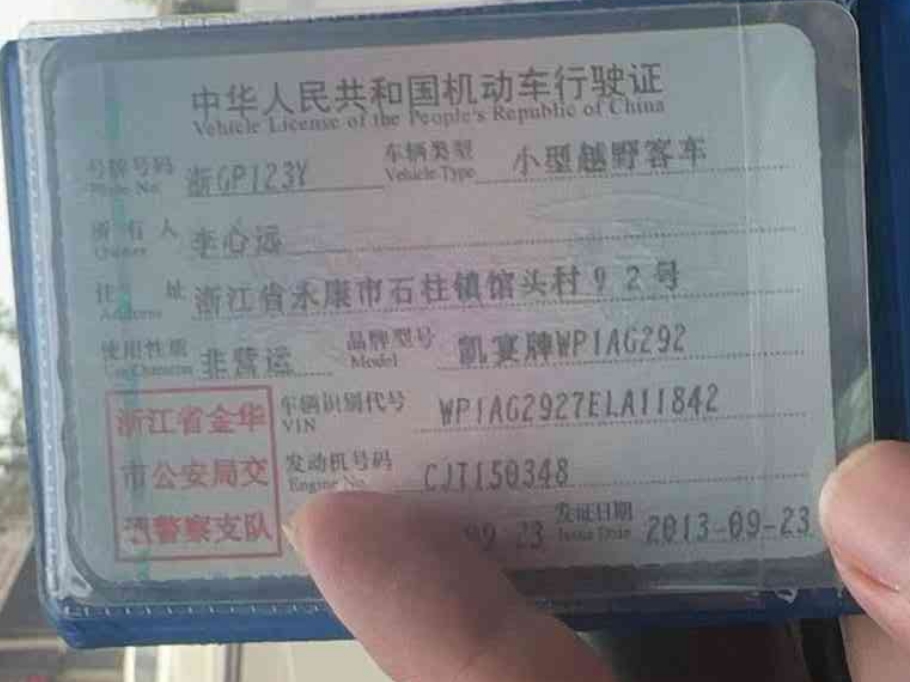 中华人民共和国机动车行驶证
Vehicle License of the People's Republic of China
号牌号码 浙GP123Y 车辆类型 小型越野客车
Plate No. Vehicle Type
所有人 李心远
Owner
住址 浙江省永康市石柱镇馆头村92号
Address
使用性质 非营运 品牌型号 凯宴牌WP1AG292
Use Character Model
浙江省金华 车辆识别代号 WP1AG2927ELA11842
VIN
市公安局交 发动机号码 CJT150348
Engine No.
警察支队 09-23 发证日期 2013-09-23
Issue Date